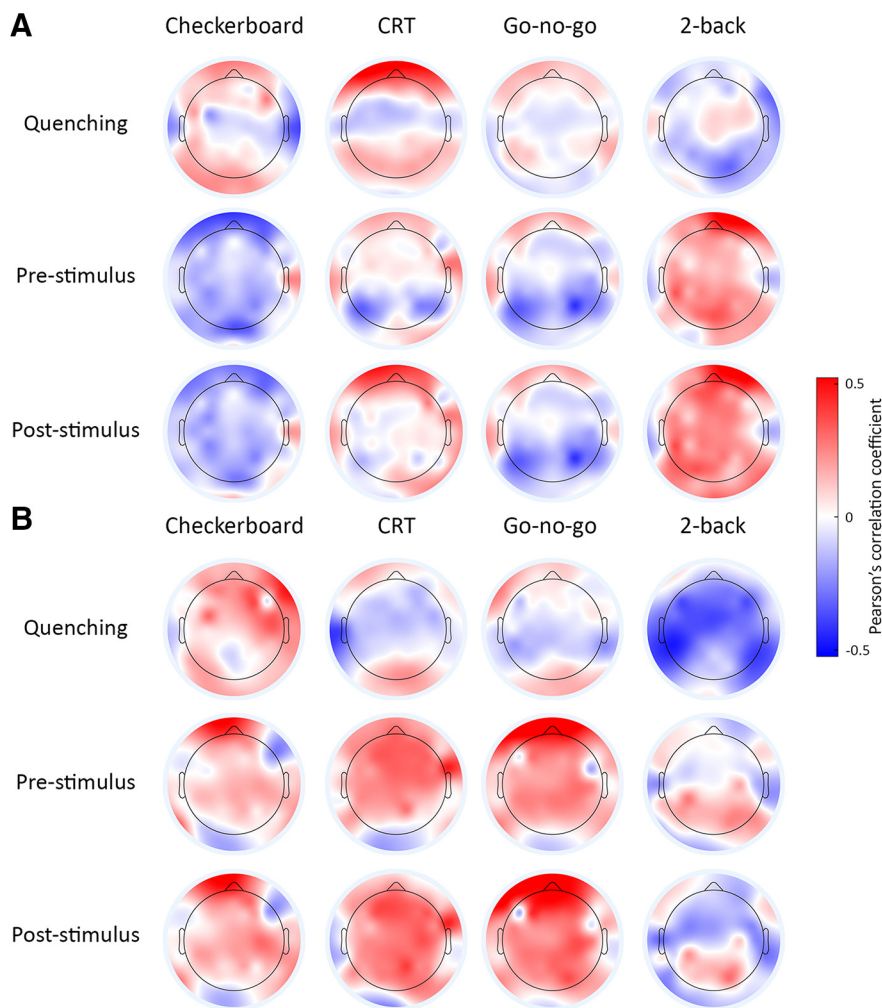 A
Checkerboard CRT Go-no-go 2-back
Quenching
Pre-stimulus
Post-stimulus
0.5
0
-0.5
Pearson's correlation coefficient
B
Checkerboard CRT Go-no-go 2-back
Quenching
Pre-stimulus
Post-stimulus